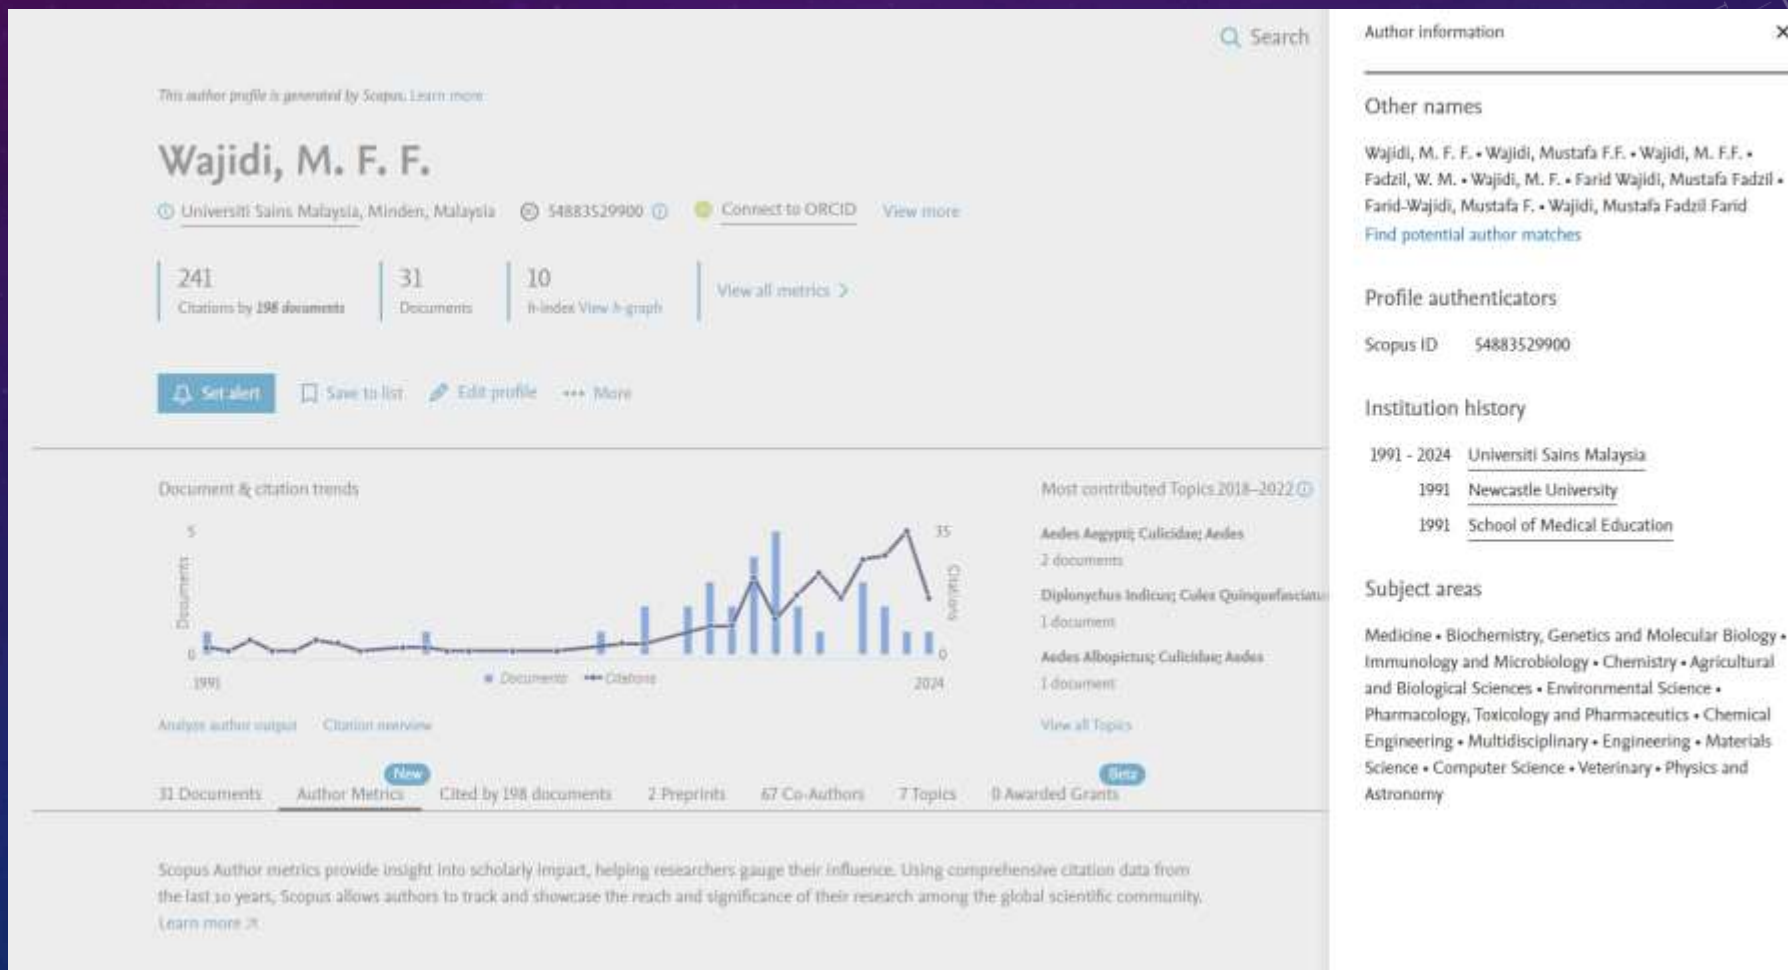 Search
This author profile is generated by Scopus. Learn more
Wajidi, M. F. F.
Universiti Sains Malaysia, Minden, Malaysia 54883529900 Connect to ORCID View more
241
Citations by 198 documents
31
Documents
10
h-index View h-graph
View all metrics >
Set alert Save to list Edit profile ••• More
Document & citation trends
5
Documents
0
35
Citations
0
1991
Documents Citations
2024
Analyze author output Citation overview
Most contributed Topics 2018–2022
Aedes Aegypti; Culicidae; Aedes
2 documents
Diplonychus Indicus; Culex Quinquefasciatu
1 document
Aedes Albopictus; Culicidae; Aedes
1 document
View all Topics
New
Beta
31 Documents Author Metrics Cited by 198 documents 2 Preprints 67 Co-Authors 7 Topics 0 Awarded Grants
Scopus Author metrics provide insight into scholarly impact, helping researchers gauge their influence. Using comprehensive citation data from
the last 10 years, Scopus allows authors to track and showcase the reach and significance of their research among the global scientific community.
Learn more ↗
Author information
Other names
Wajidi, M. F. F. • Wajidi, Mustafa F.F. • Wajidi, M. F.F. •
Fadzil, W. M. • Wajidi, M. F. • Farid Wajidi, Mustafa Fadzil •
Farid-Wajidi, Mustafa F. • Wajidi, Mustafa Fadzil Farid
Find potential author matches
Profile authenticators
Scopus ID 54883529900
Institution history
1991 - 2024 Universiti Sains Malaysia
1991 Newcastle University
1991 School of Medical Education
Subject areas
Medicine • Biochemistry, Genetics and Molecular Biology •
Immunology and Microbiology • Chemistry • Agricultural
and Biological Sciences • Environmental Science •
Pharmacology, Toxicology and Pharmaceutics • Chemical
Engineering • Multidisciplinary • Engineering • Materials
Science • Computer Science • Veterinary • Physics and
Astronomy